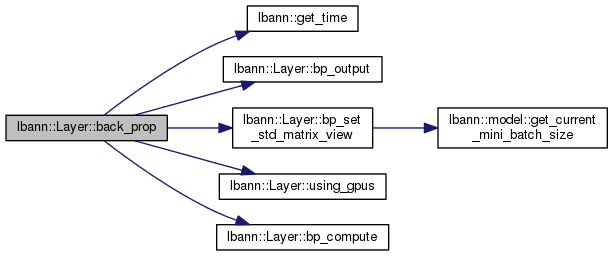 lbann::get_time
lbann::Layer::bp_output
lbann::Layer::back_prop
lbann::Layer::bp_set
_std_matrix_view
lbann::model::get_current
_mini_batch_size
lbann::Layer::using_gpus
lbann::Layer::bp_compute